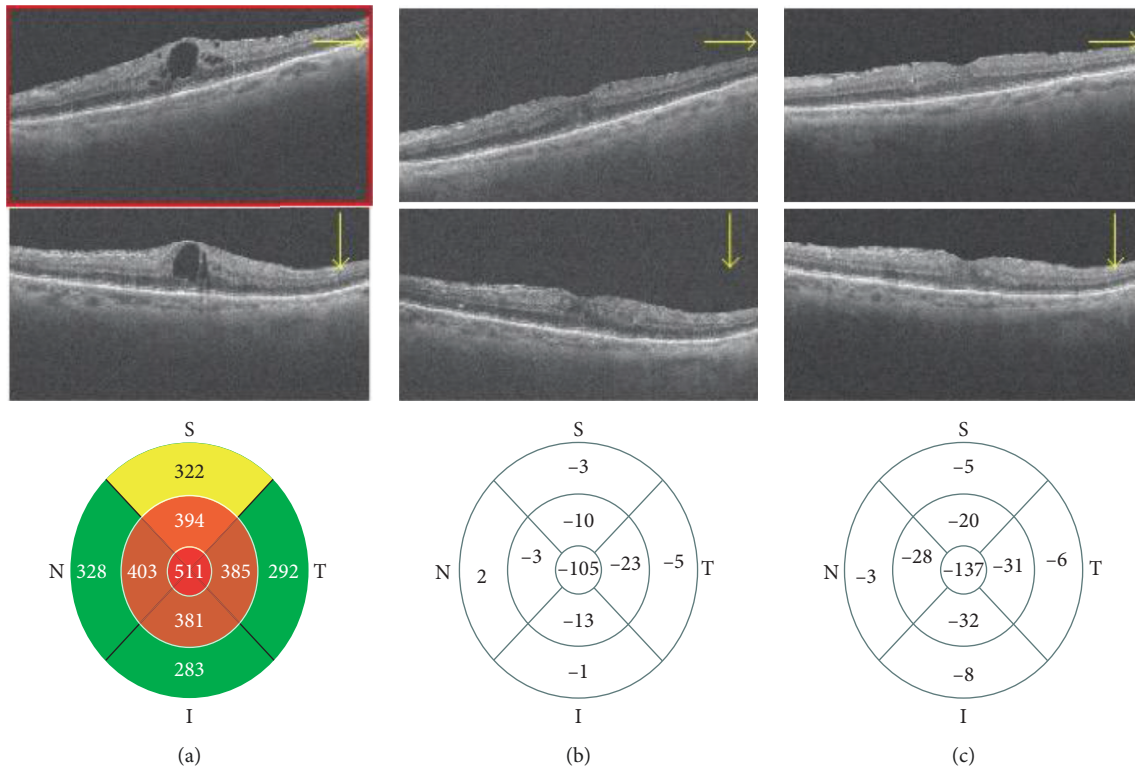 S
322
394
N 328 403 511 385 292 T
381
283
I
(a)
S
–3
–10
N 2 –3 –105 –23 –5 T
–13
–1
I
(b)
S
–5
–20
N –3 –28 –137 –31 –6 T
–32
–8
I
(c)